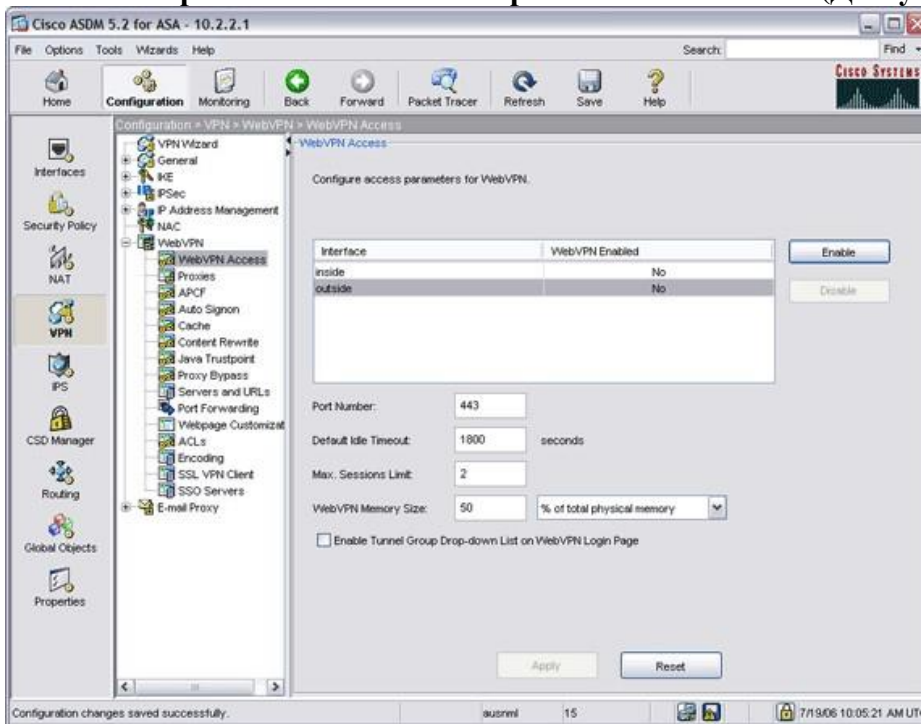 Cisco ASDM 5.2 for ASA - 10.2.2.1
File Options Tools Wizards Help Search: Find
Home Configuration Monitoring Back Forward Packet Tracer Refresh Save Help
CISCO SYSTEMS
Configuration > VPN > WebVPN > WebVPN Access
Interfaces
Security Policy
NAT
VPN
IPS
CSD Manager
Routing
Global Objects
Properties
VPN Wizard
General
IKE
IPSec
IP Address Management
NAC
WebVPN
WebVPN Access
Proxies
APCF
Auto Signon
Cache
Content Rewrite
Java Trustpoint
Proxy Bypass
Servers and URLs
Port Forwarding
Webpage Customizat
ACLs
Encoding
SSL VPN Client
SSO Servers
E-mail Proxy
WebVPN Access
Configure access parameters for WebVPN.
Interface WebVPN Enabled
inside No
outside No
Enable
Disable
Port Number: 443
Default Idle Timeout: 1800 seconds
Max. Sessions Limit: 2
WebVPN Memory Size: 50 % of total physical memory
Enable Tunnel Group Drop-down List on WebVPN Login Page
Apply Reset
Configuration changes saved successfully. 15 7/19/06 10:05:21 AM UT